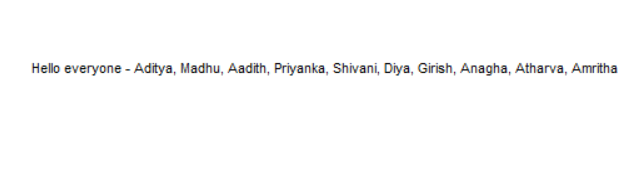 Hello everyone - Aditya, Madhu, Aadith, Priyanka, Shivani, Diya, Girish, Anagha, Atharva, Amritha